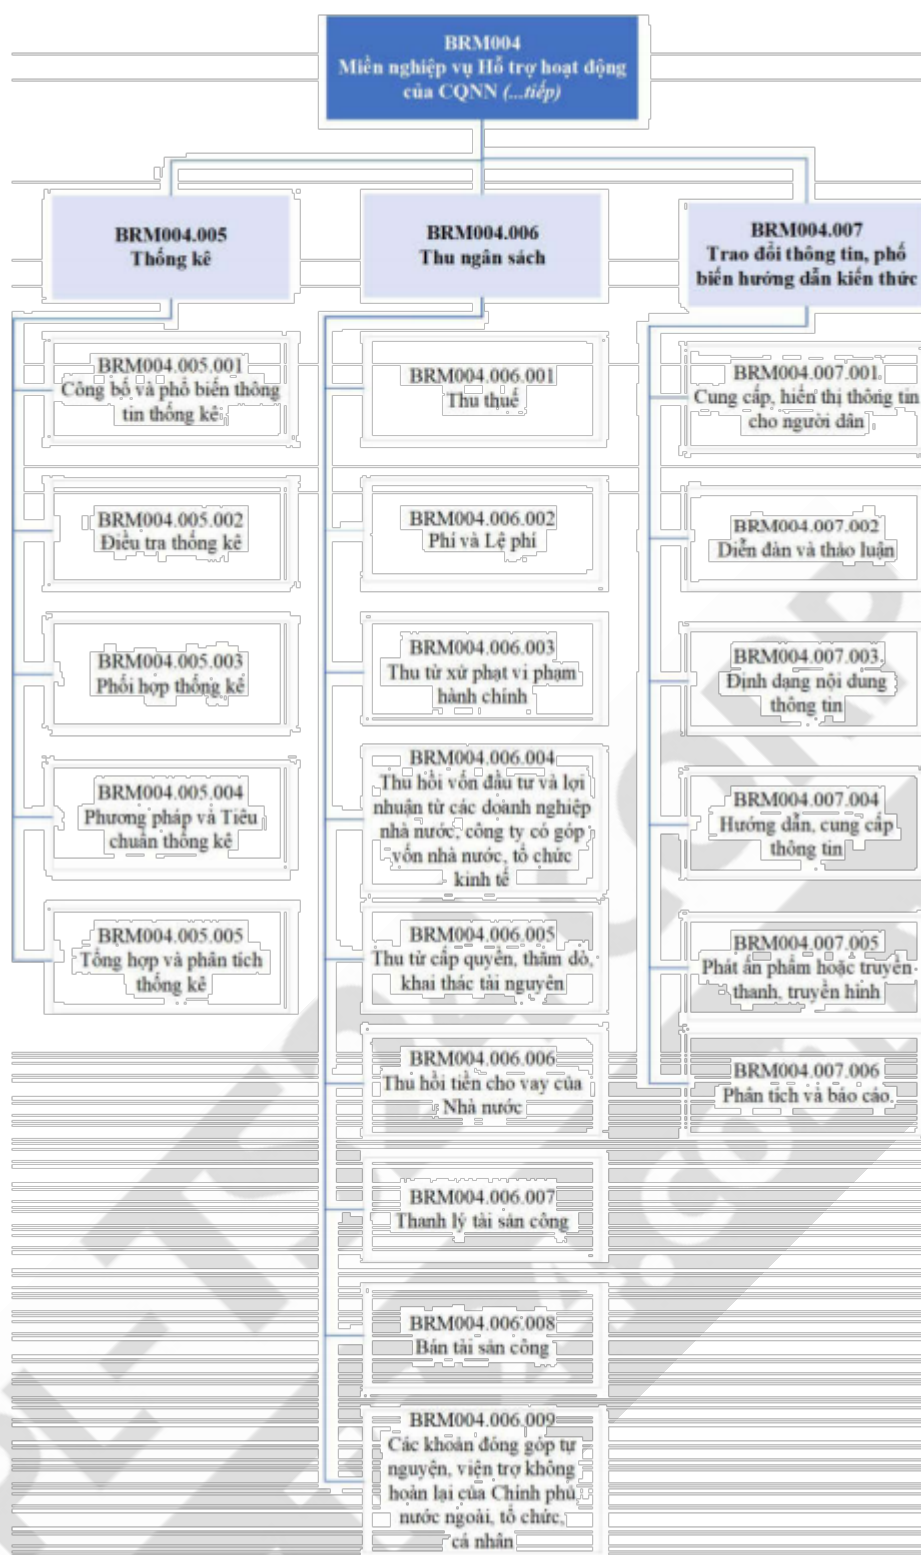 BRM004
Miền nghiệp vụ Hỗ trợ hoạt động
của CQNN (...tiếp)
BRM004.005
Thống kê
BRM004.005.001
Công bố và phổ biến thông
tin thống kê
BRM004.005.002
Điều tra thống kê
BRM004.005.003
Phối hợp thống kê
BRM004.005.004
Phương pháp và Tiêu
chuẩn thống kê
BRM004.005.005
Tổng hợp và phân tích
thống kê
BRM004.006
Thu ngân sách
BRM004.006.001
Thu thuế
BRM004.006.002
Phí và Lệ phí
BRM004.006.003
Thu từ xử phạt vi phạm
hành chính
BRM004.006.004
Thu hồi vốn đầu tư và lợi
nhuận từ các doanh nghiệp
nhà nước, công ty có góp
vốn nhà nước, tổ chức
kinh tế
BRM004.006.005
Thu từ cấp quyền, thăm dò,
khai thác tài nguyên
BRM004.006.006
Thu hồi tiền cho vay của
Nhà nước
BRM004.006.007
Thanh lý tài sản công
BRM004.006.008
Bán tài sản công
BRM004.006.009
Các khoản đóng góp tự
nguyện, viện trợ không
hoàn lại của Chính phủ
nước ngoài, tổ chức,
cá nhân
BRM004.007
Trao đổi thông tin, phổ
biến hướng dẫn kiến thức
BRM004.007.001
Cung cấp, hiển thị thông tin
cho người dân
BRM004.007.002
Diễn đàn và thảo luận
BRM004.007.003
Định dạng nội dung
thông tin
BRM004.007.004
Hướng dẫn, cung cấp
thông tin
BRM004.007.005
Phát ấn phẩm hoặc truyền
thanh, truyền hình
BRM004.007.006
Phân tích và báo cáo.